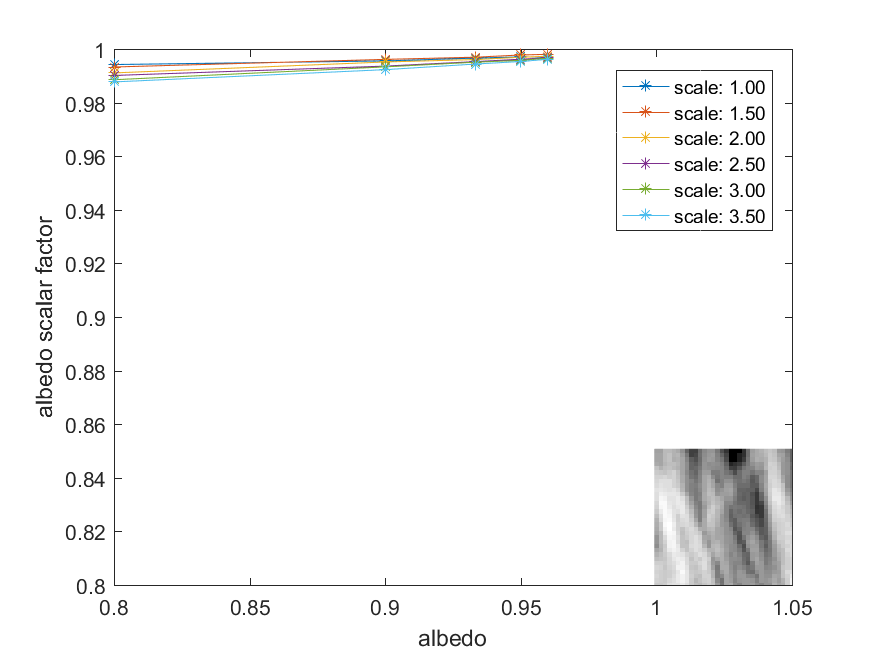 1
0.98
0.96
0.94
0.92
0.9
0.88
0.86
0.84
0.82
0.8
albedo scalar factor
scale: 1.00
scale: 1.50
scale: 2.00
scale: 2.50
scale: 3.00
scale: 3.50
0.8 0.85 0.9 0.95 1 1.05
albedo